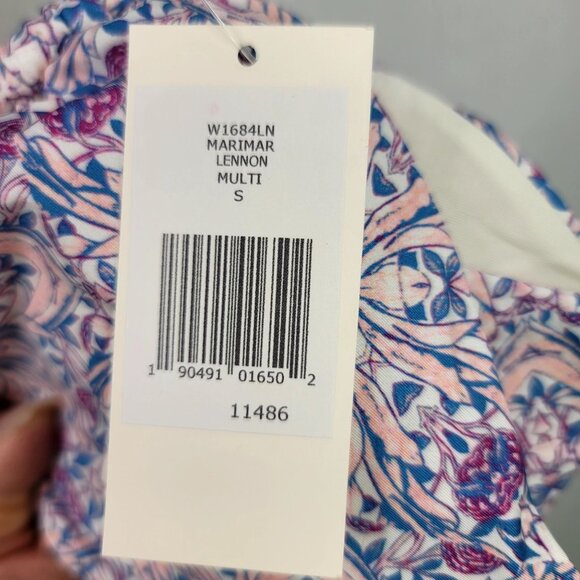 W1684LN
MARIMAR
LENNON
MULTI
S
1 90491 01650 2
11486